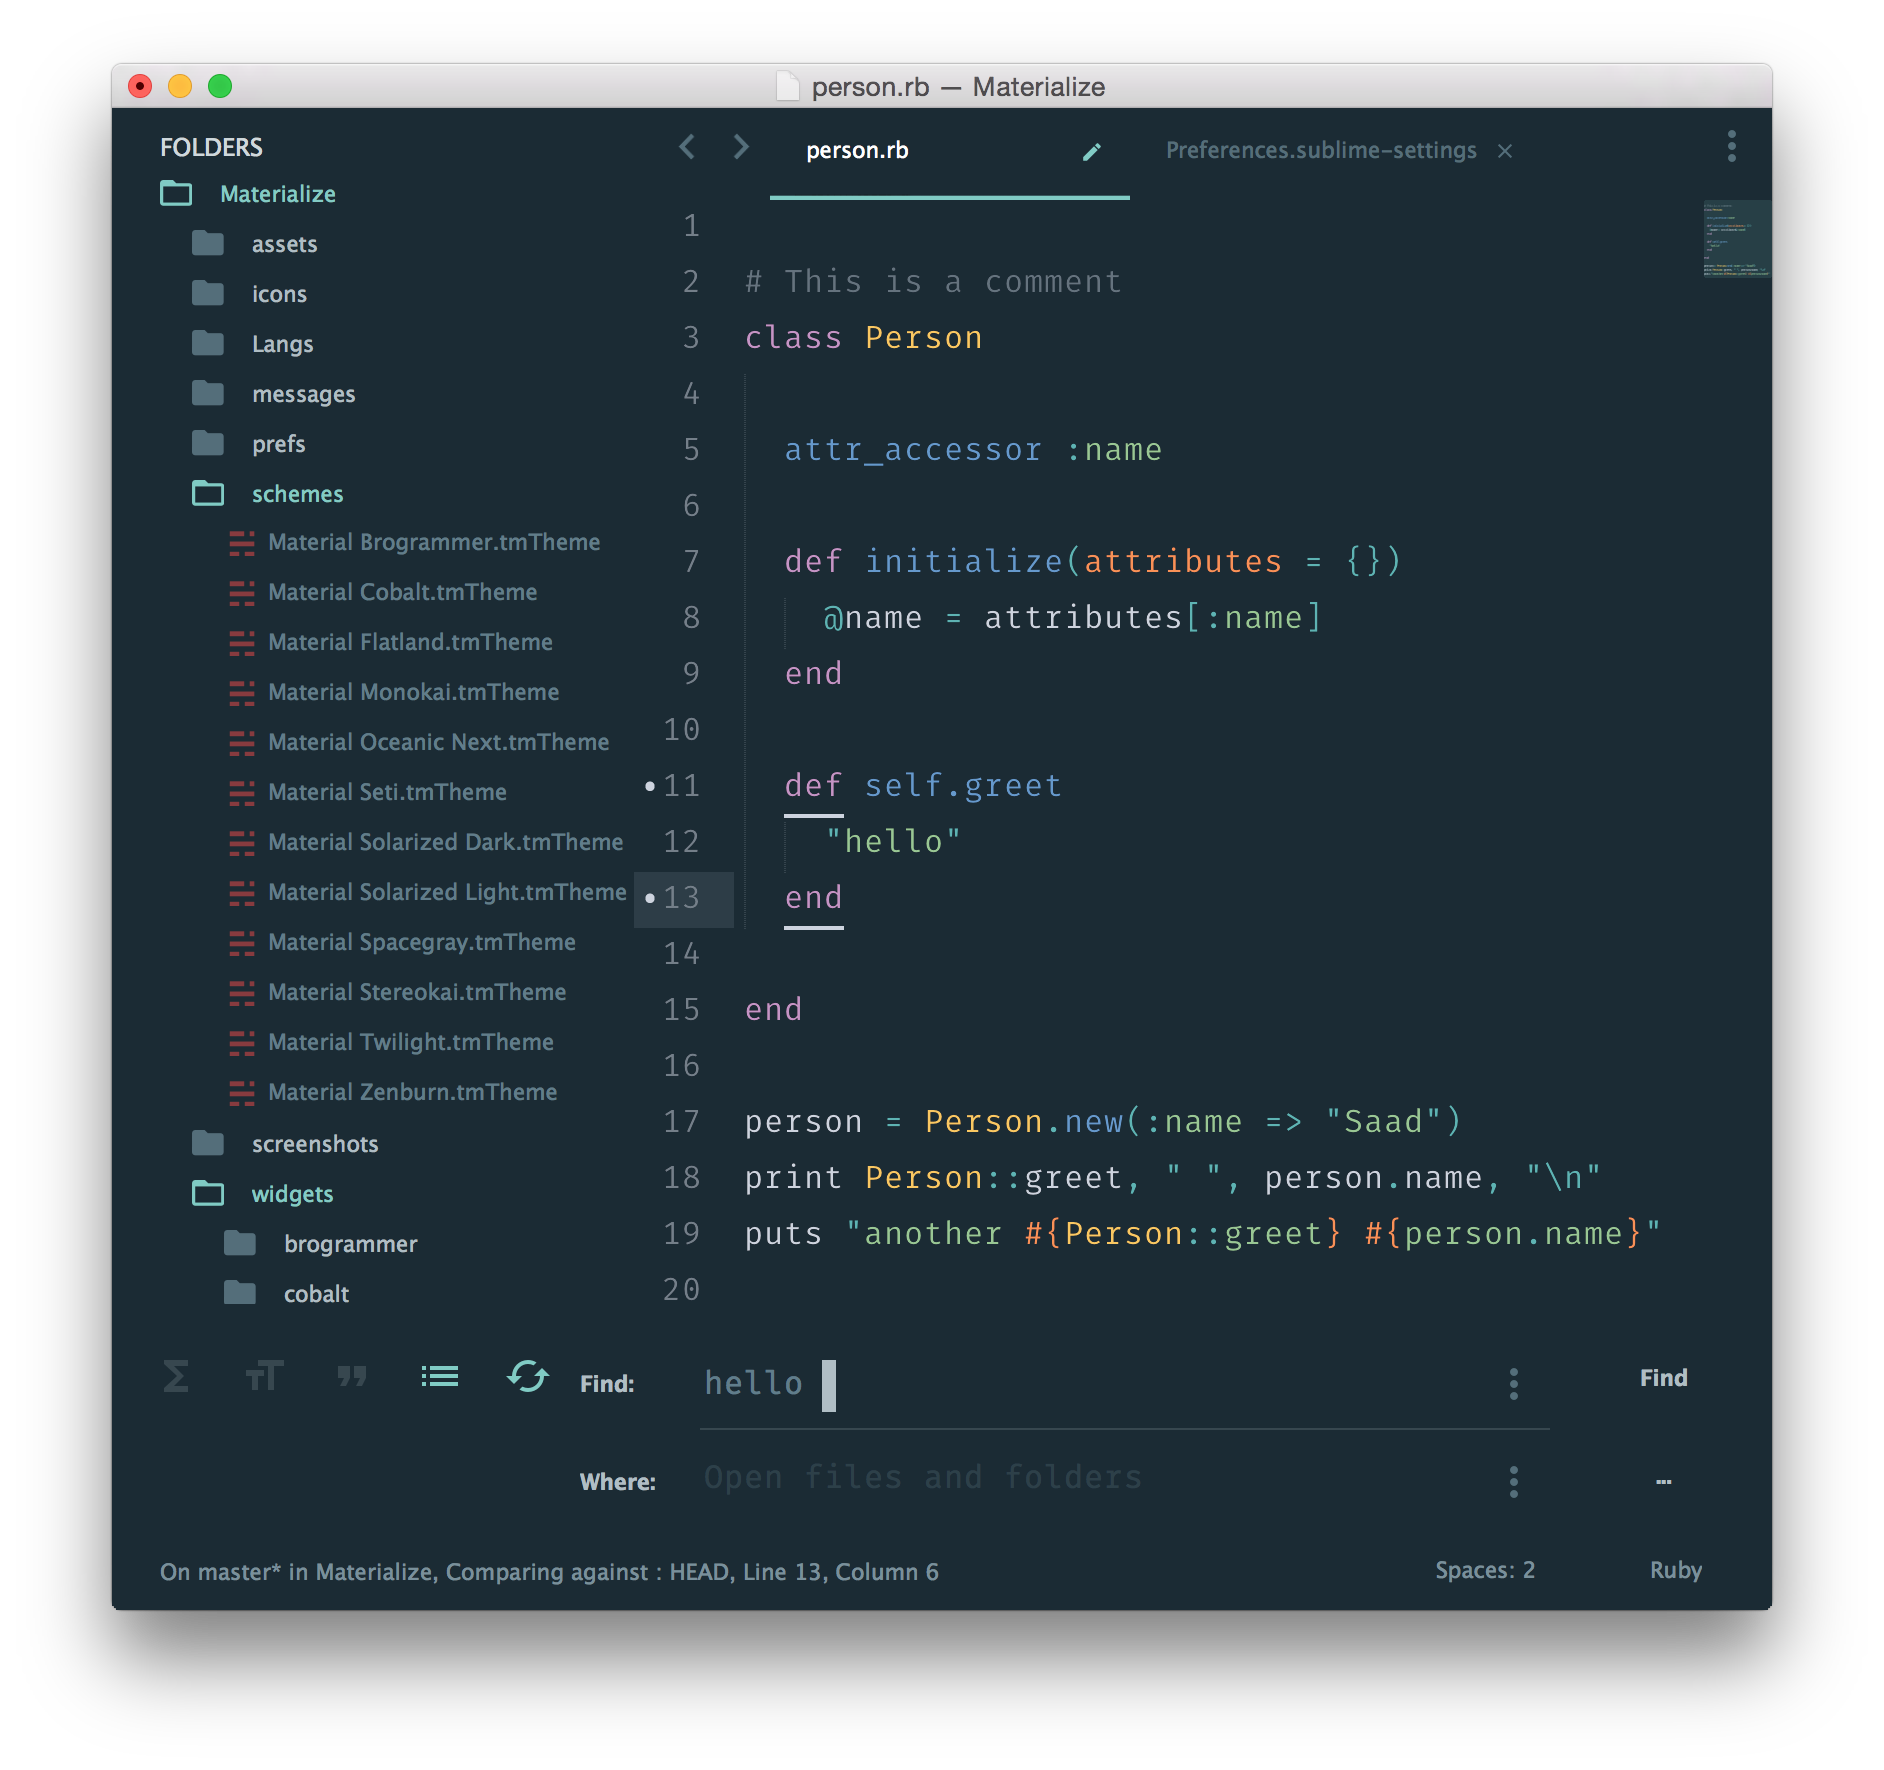 person.rb — Materialize
FOLDERS
Materialize
assets
icons
Langs
messages
prefs
schemes
Material Brogrammer.tmTheme
Material Cobalt.tmTheme
Material Flatland.tmTheme
Material Monokai.tmTheme
Material Oceanic Next.tmTheme
Material Seti.tmTheme
Material Solarized Dark.tmTheme
Material Solarized Light.tmTheme
Material Spacegray.tmTheme
Material Stereokai.tmTheme
Material Twilight.tmTheme
Material Zenburn.tmTheme
screenshots
widgets
brogrammer
cobalt
person.rb
Preferences.sublime-settings ×
1
2 # This is a comment
3 class Person
4
5   attr_accessor :name
6
7   def initialize(attributes = {})
8     @name = attributes[:name]
9   end
10
11   def self.greet
12     "hello"
13   end
14
15 end
16
17 person = Person.new(:name => "Saad")
18 print Person::greet, " ", person.name, "\n"
19 puts "another #{Person::greet} #{person.name}"
20
Find: hello
Find
Where: Open files and folders
...
On master* in Materialize, Comparing against : HEAD, Line 13, Column 6
Spaces: 2
Ruby